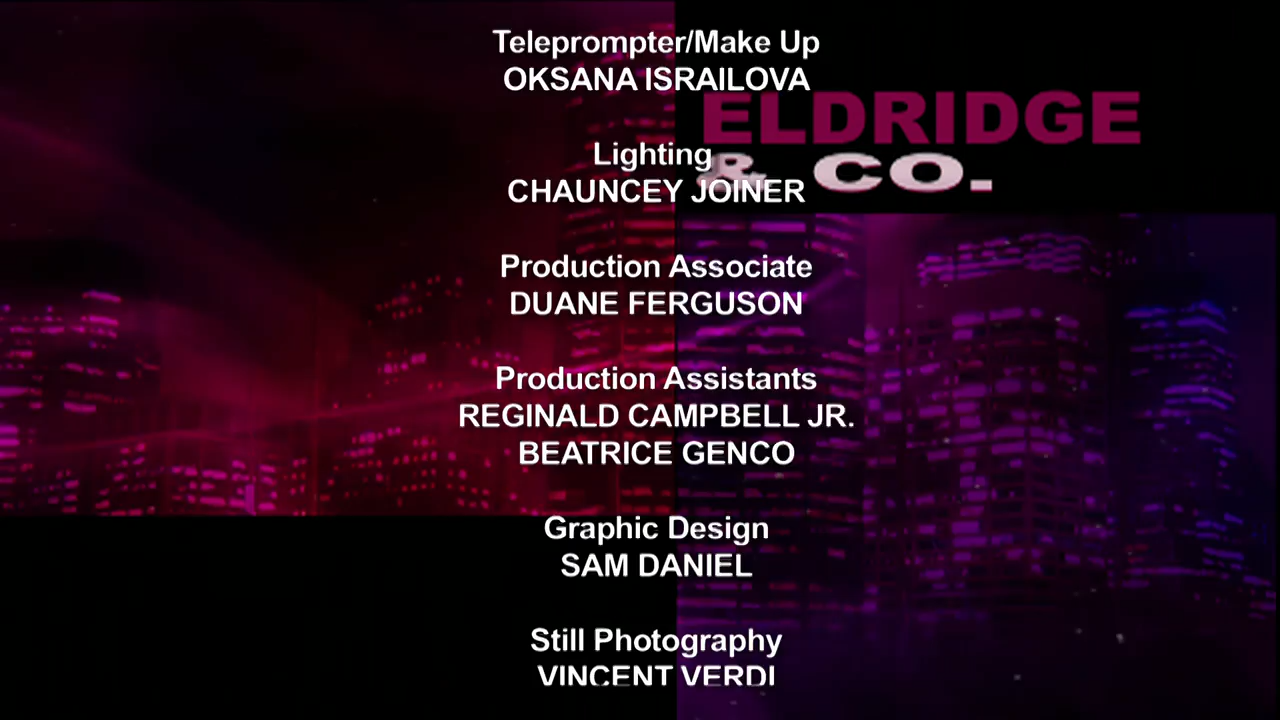 Teleprompter/Make Up
OKSANA ISRAILOVA
ELDRIDGE
& CO.
Lighting
CHAUNCEY JOINER
Production Associate
DUANE FERGUSON
Production Assistants
REGINALD CAMPBELL JR.
BEATRICE GENCO
Graphic Design
SAM DANIEL
Still Photography
VINCENT VERDI